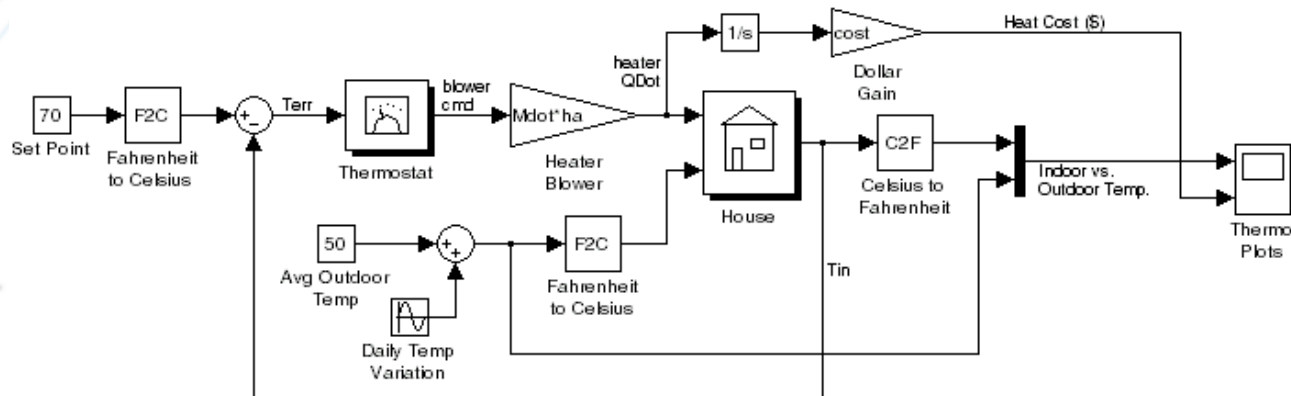 Heat Cost ($)
1/s
cost
Dollar
Gain
heater
QDot
70
Set Point
F2C
Fahrenheit
to Celsius
+
−
Terr
Thermostat
blower
cmd
Mdot*ha
Heater
Blower
House
C2F
Celsius to
Fahrenheit
Indoor vs.
Outdoor Temp.
Thermo
Plots
50
Avg Outdoor
Temp
+
+
F2C
Fahrenheit
to Celsius
Tin
Daily Temp
Variation